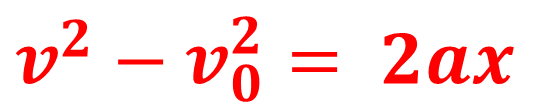 v² − v₀² = 2ax